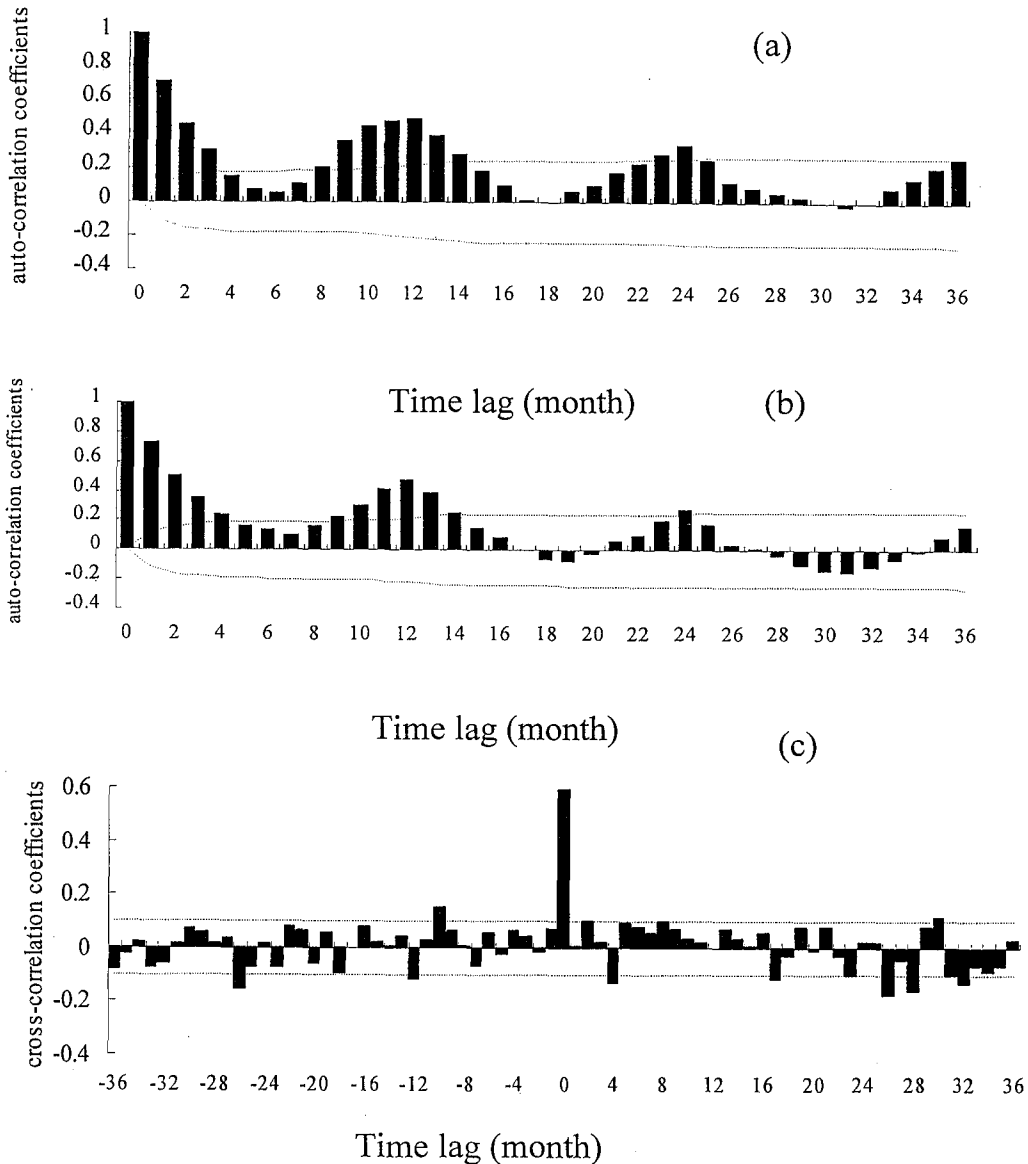 (a)
auto-correlation coefficients
1
0.8
0.6
0.4
0.2
0
-0.2
-0.4
0 2 4 6 8 10 12 14 16 18 20 22 24 26 28 30 32 34 36
Time lag (month)
(b)
auto-correlation coefficients
1
0.8
0.6
0.4
0.2
0
-0.2
-0.4
0 2 4 6 8 10 12 14 16 18 20 22 24 26 28 30 32 34 36
Time lag (month)
(c)
cross-correlation coefficients
0.6
0.4
0.2
0
-0.2
-0.4
-36 -32 -28 -24 -20 -16 -12 -8 -4 0 4 8 12 16 20 24 28 32 36
Time lag (month)